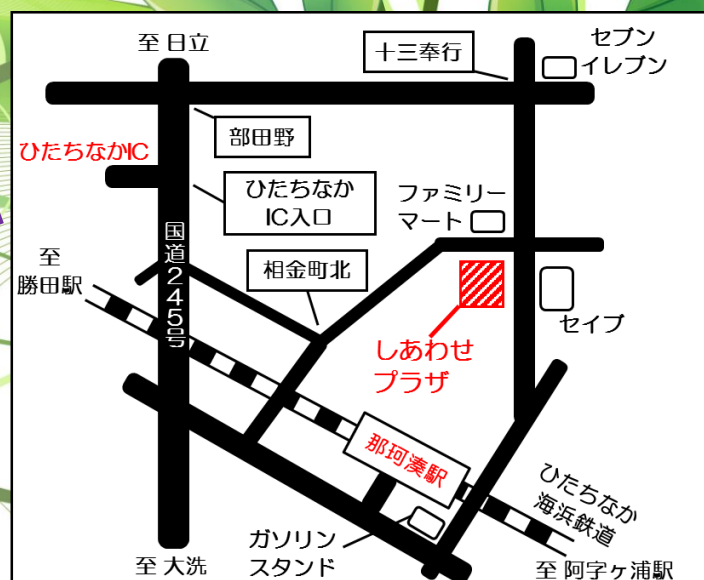 至 日立
十三奉行
セブン
イレブン
部田野
ひたちなかIC
ひたちなか
IC入口
ファミリー
マート
国道245号
至
勝田駅
相金町北
しあわせ
プラザ
セイブ
那珂湊駅
ひたちなか
海浜鉄道
ガソリン
スタンド
至 大洗
至 阿字ヶ浦駅